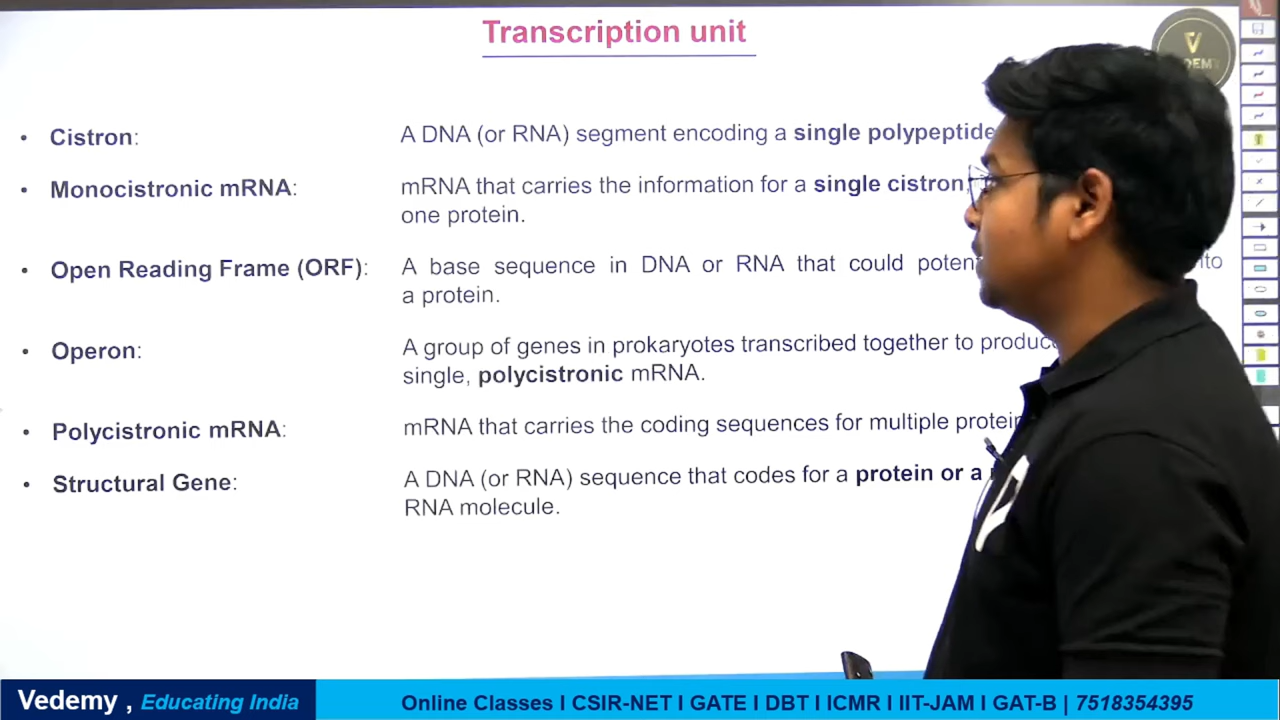 Transcription unit
• Cistron: A DNA (or RNA) segment encoding a single polypeptide
• Monocistronic mRNA: mRNA that carries the information for a single cistron,
one protein.
• Open Reading Frame (ORF): A base sequence in DNA or RNA that could
a protein.
• Operon: A group of genes in prokaryotes transcribed together to
single, polycistronic mRNA.
• Polycistronic mRNA: mRNA that carries the coding sequences for multiple
• Structural Gene: A DNA (or RNA) sequence that codes for a protein or a
RNA molecule.
Vedemy , Educating India
Online Classes I CSIR-NET I GATE I DBT I ICMR I IIT-JAM I GAT-B | 7518354395